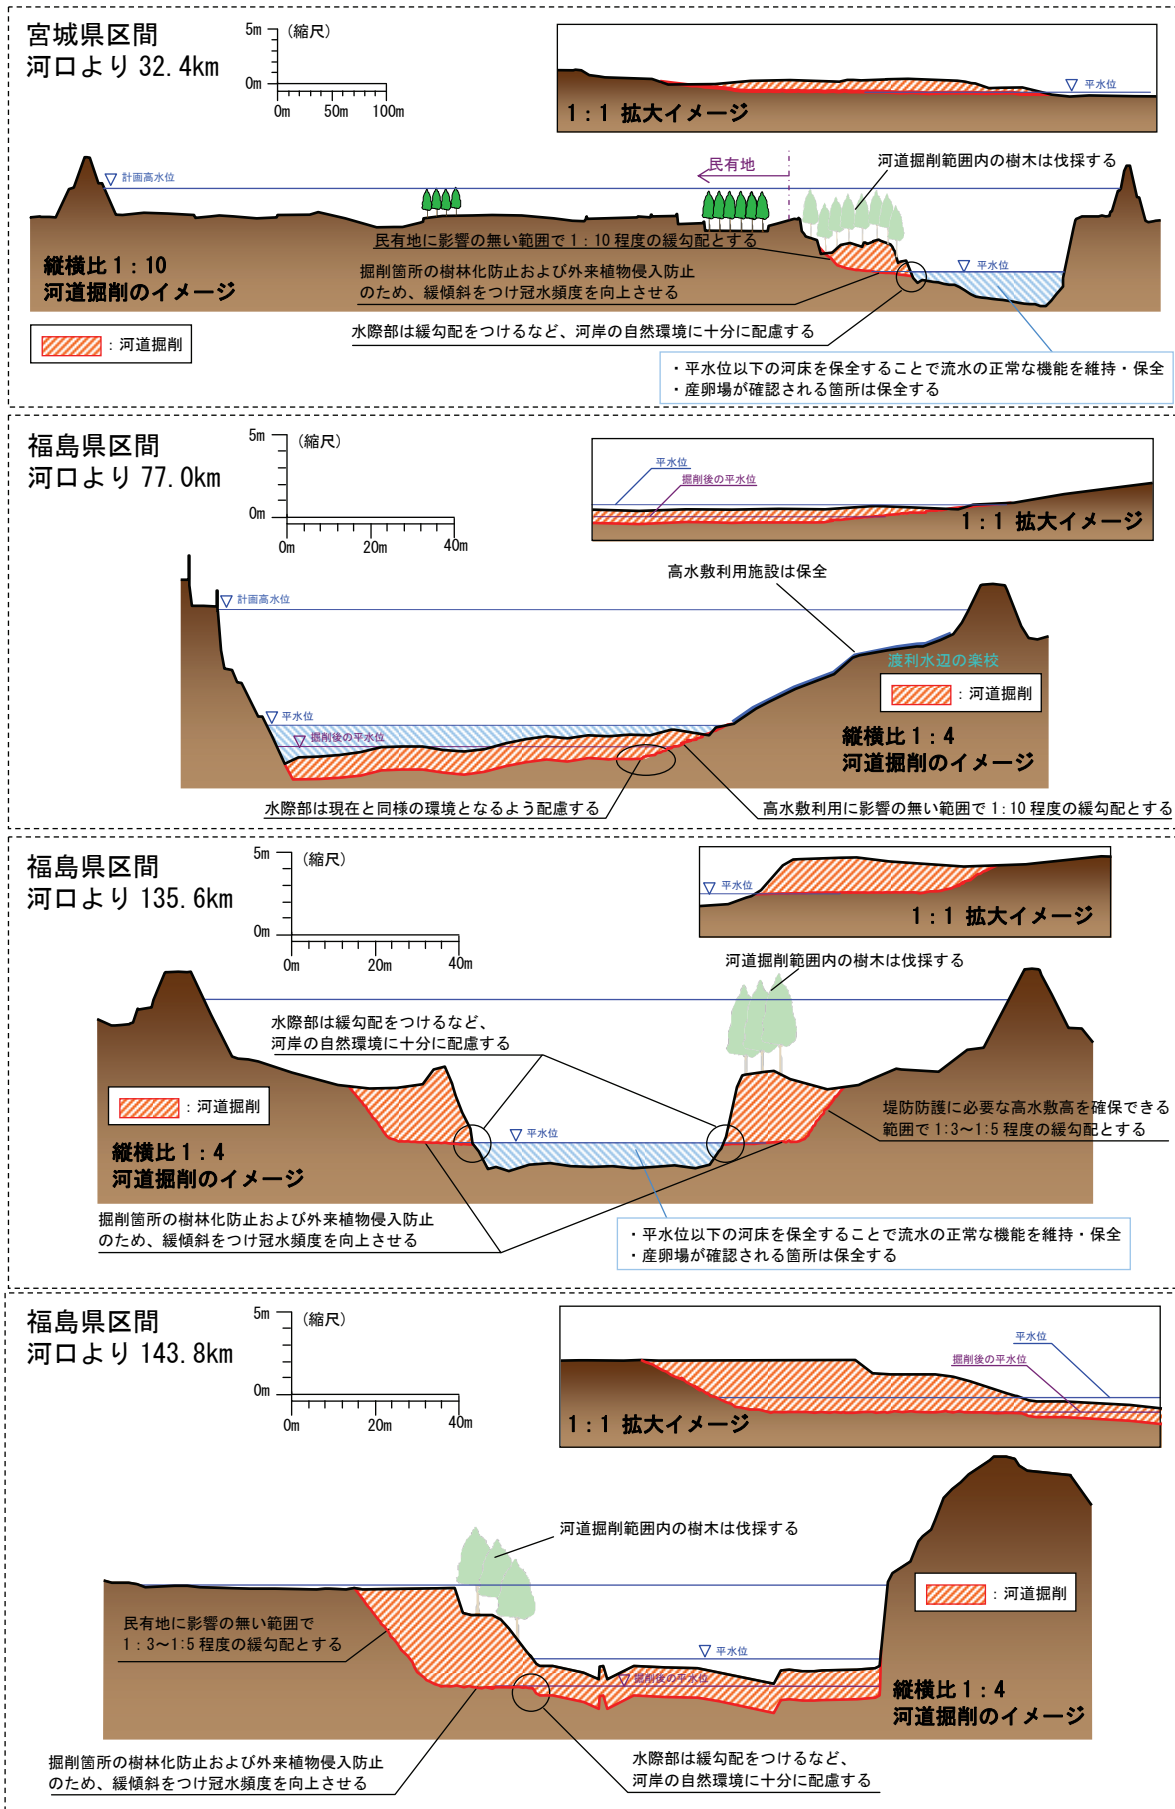 宮城県区間
河口より 32.4km
5m
(縮尺)
0m
0m
50m
100m
平水位
1：1 拡大イメージ
計画高水位
民有地
河道掘削範囲内の樹木は伐採する
民有地に影響の無い範囲で 1：10 程度の緩勾配とする
縦横比 1：10
河道掘削のイメージ
掘削箇所の樹林化防止および外来植物侵入防止
のため、緩傾斜をつけ冠水頻度を向上させる
平水位
：河道掘削
水際部は緩勾配をつけるなど、河岸の自然環境に十分に配慮する
・平水位以下の河床を保全することで流水の正常な機能を維持・保全
・産卵場が確認される箇所は保全する
福島県区間
河口より 77.0km
5m
(縮尺)
0m
0m
20m
40m
平水位
掘削後の平水位
1：1 拡大イメージ
高水敷利用施設は保全
計画高水位
渡利水辺の楽校
：河道掘削
平水位
掘削後の平水位
縦横比 1：4
河道掘削のイメージ
水際部は現在と同様の環境となるよう配慮する
高水敷利用に影響の無い範囲で 1:10 程度の緩勾配とする
福島県区間
河口より 135.6km
5m
(縮尺)
0m
0m
20m
40m
平水位
1：1 拡大イメージ
河道掘削範囲内の樹木は伐採する
水際部は緩勾配をつけるなど、
河岸の自然環境に十分に配慮する
：河道掘削
平水位
堤防防護に必要な高水敷高を確保できる
範囲で 1:3～1:5 程度の緩勾配とする
縦横比 1：4
河道掘削のイメージ
掘削箇所の樹林化防止および外来植物侵入防止
のため、緩傾斜をつけ冠水頻度を向上させる
・平水位以下の河床を保全することで流水の正常な機能を維持・保全
・産卵場が確認される箇所は保全する
福島県区間
河口より 143.8km
5m
(縮尺)
0m
0m
20m
40m
平水位
掘削後の平水位
1：1 拡大イメージ
河道掘削範囲内の樹木は伐採する
：河道掘削
民有地に影響の無い範囲で
1：3～1:5 程度の緩勾配とする
平水位
掘削後の平水位
縦横比 1：4
河道掘削のイメージ
掘削箇所の樹林化防止および外来植物侵入防止
のため、緩傾斜をつけ冠水頻度を向上させる
水際部は緩勾配をつけるなど、
河岸の自然環境に十分に配慮する